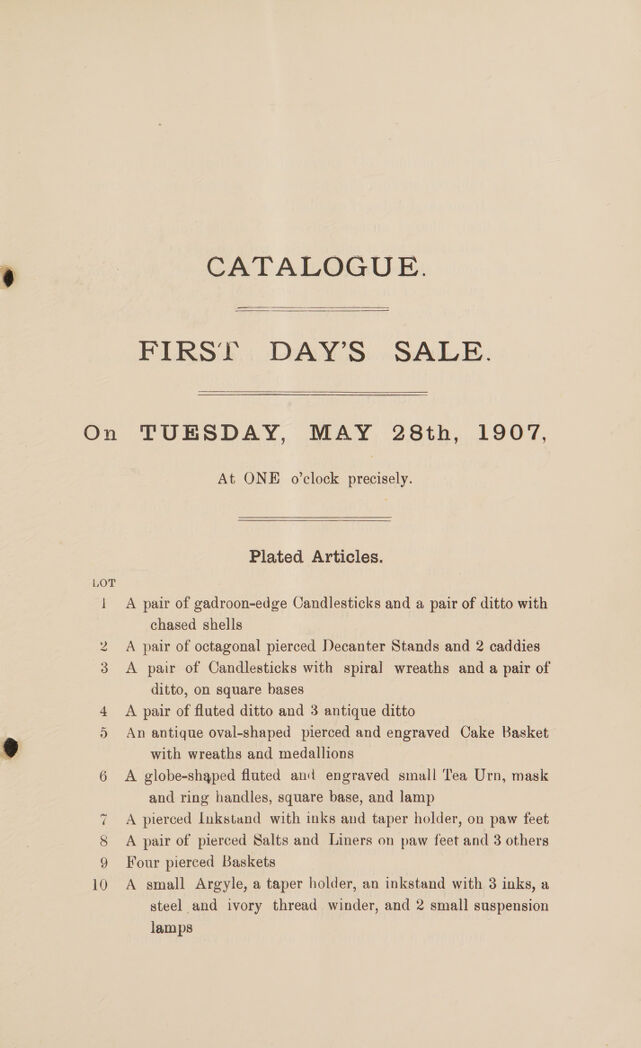 CATALOGUE.
FIRST DAY'S SALE.
On TUESDAY, MAY 28th, 1907,
At ONE o'clock precisely.
Plated Articles.
LOT
1 A pair of gadroon-edge Candlesticks and a pair of ditto with
chased shells
2 A pair of octagonal pierced Decanter Stands and 2 caddies
3 A pair of Candlesticks with spiral wreaths and a pair of
ditto, on square bases
4 A pair of fluted ditto and 3 antique ditto
5 An antique oval-shaped pierced and engraved Cake Basket
with wreaths and medallions
6 A globe-shaped fluted and engraved small Tea Urn, mask
and ring handles, square base, and lamp
7 A pierced Inkstand with inks and taper holder, on paw feet
8 A pair of pierced Salts and Liners on paw feet and 3 others
9 Four pierced Baskets
10 A small Argyle, a taper holder, an inkstand with 3 inks, a
steel and ivory thread winder, and 2 small suspension
lamps